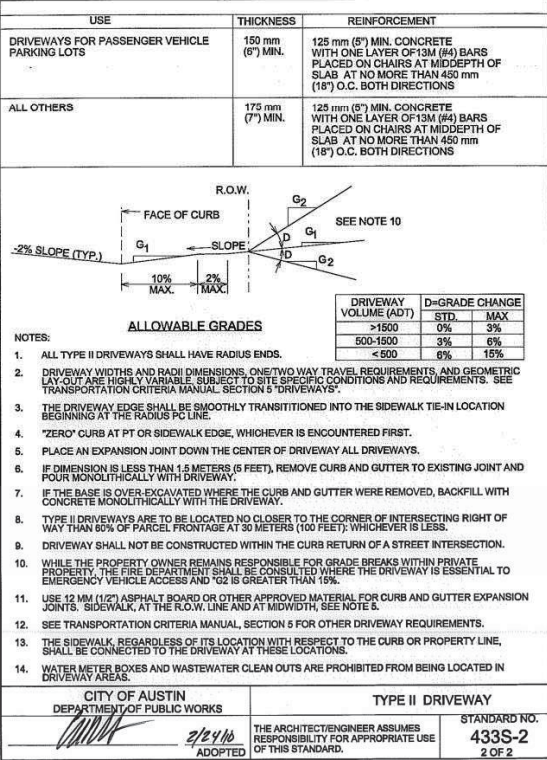 USE THICKNESS REINFORCEMENT
DRIVEWAYS FOR PASSENGER VEHICLE
PARKING LOTS
150 mm
(6") MIN.
125 mm (5") MIN. CONCRETE
WITH ONE LAYER OF13M (#4) BARS
PLACED ON CHAIRS AT MIDDEPTH OF
SLAB AT NO MORE THAN 450 mm
(18") O.C. BOTH DIRECTIONS
ALL OTHERS
175 mm
(7") MIN.
125 mm (5") MIN. CONCRETE
WITH ONE LAYER OF13M (#4) BARS
PLACED ON CHAIRS AT MIDDEPTH OF
SLAB AT NO MORE THAN 450 mm
(18") O.C. BOTH DIRECTIONS
R.O.W.
FACE OF CURB
G2
SEE NOTE 10
-2% SLOPE (TYP.)
G1
SLOPE
D
G1
D
G2
10%
MAX.
2%
MAX.
ALLOWABLE GRADES
DRIVEWAY
VOLUME (ADT)
D=GRADE CHANGE
STD. MAX
>1500 0% 3%
500-1500 3% 6%
<500 6% 15%
NOTES:
1. ALL TYPE II DRIVEWAYS SHALL HAVE RADIUS ENDS.
2. DRIVEWAY WIDTHS AND RADII DIMENSIONS, ONE/TWO WAY TRAVEL REQUIREMENTS, AND GEOMETRIC
LAY-OUT ARE HIGHLY VARIABLE, SUBJECT TO SITE SPECIFIC CONDITIONS AND REQUIREMENTS. SEE
TRANSPORTATION CRITERIA MANUAL. SECTION 5 "DRIVEWAYS".
3. THE DRIVEWAY EDGE SHALL BE SMOOTHLY TRANSITITIONED INTO THE SIDEWALK TIE-IN LOCATION
BEGINNING AT THE RADIUS PC LINE.
4. "ZERO" CURB AT PT OR SIDEWALK EDGE, WHICHEVER IS ENCOUNTERED FIRST.
5. PLACE AN EXPANSION JOINT DOWN THE CENTER OF DRIVEWAY ALL DRIVEWAYS.
6. IF DIMENSION IS LESS THAN 1.5 METERS (5 FEET), REMOVE CURB AND GUTTER TO EXISTING JOINT AND
POUR MONOLITHICALLY WITH DRIVEWAY.
7. IF THE BASE IS OVER-EXCAVATED WHERE THE CURB AND GUTTER WERE REMOVED, BACKFILL WITH
CONCRETE MONOLITHICALLY WITH THE DRIVEWAY.
8. TYPE II DRIVEWAYS ARE TO BE LOCATED NO CLOSER TO THE CORNER OF INTERSECTING RIGHT OF
WAY THAN 60% OF PARCEL FRONTAGE AT 30 METERS (100 FEET): WHICHEVER IS LESS.
9. DRIVEWAY SHALL NOT BE CONSTRUCTED WITHIN THE CURB RETURN OF A STREET INTERSECTION.
10. WHILE THE PROPERTY OWNER REMAINS RESPONSIBLE FOR GRADE BREAKS WITHIN PRIVATE
PROPERTY, THE FIRE DEPARTMENT SHALL BE CONSULTED WHERE THE DRIVEWAY IS ESSENTIAL TO
EMERGENCY VEHICLE ACCESS AND "G2 IS GREATER THAN 15%.
11. USE 12 MM (1/2") ASPHALT BOARD OR OTHER APPROVED MATERIAL FOR CURB AND GUTTER EXPANSION
JOINTS. SIDEWALK, AT THE R.O.W. LINE AND AT MIDWIDTH, SEE NOTE 5.
12. SEE TRANSPORTATION CRITERIA MANUAL, SECTION 5 FOR OTHER DRIVEWAY REQUIREMENTS.
13. THE SIDEWALK, REGARDLESS OF ITS LOCATION WITH RESPECT TO THE CURB OR PROPERTY LINE,
SHALL BE CONNECTED TO THE DRIVEWAY AT THESE LOCATIONS.
14. WATER METER BOXES AND WASTEWATER CLEAN OUTS ARE PROHIBITED FROM BEING LOCATED IN
DRIVEWAY AREAS.
CITY OF AUSTIN
DEPARTMENT OF PUBLIC WORKS
2/24/10
ADOPTED
TYPE II DRIVEWAY
THE ARCHITECT/ENGINEER ASSUMES
RESPONSIBILITY FOR APPROPRIATE USE
OF THIS STANDARD.
STANDARD NO.
433S-2
2 OF 2